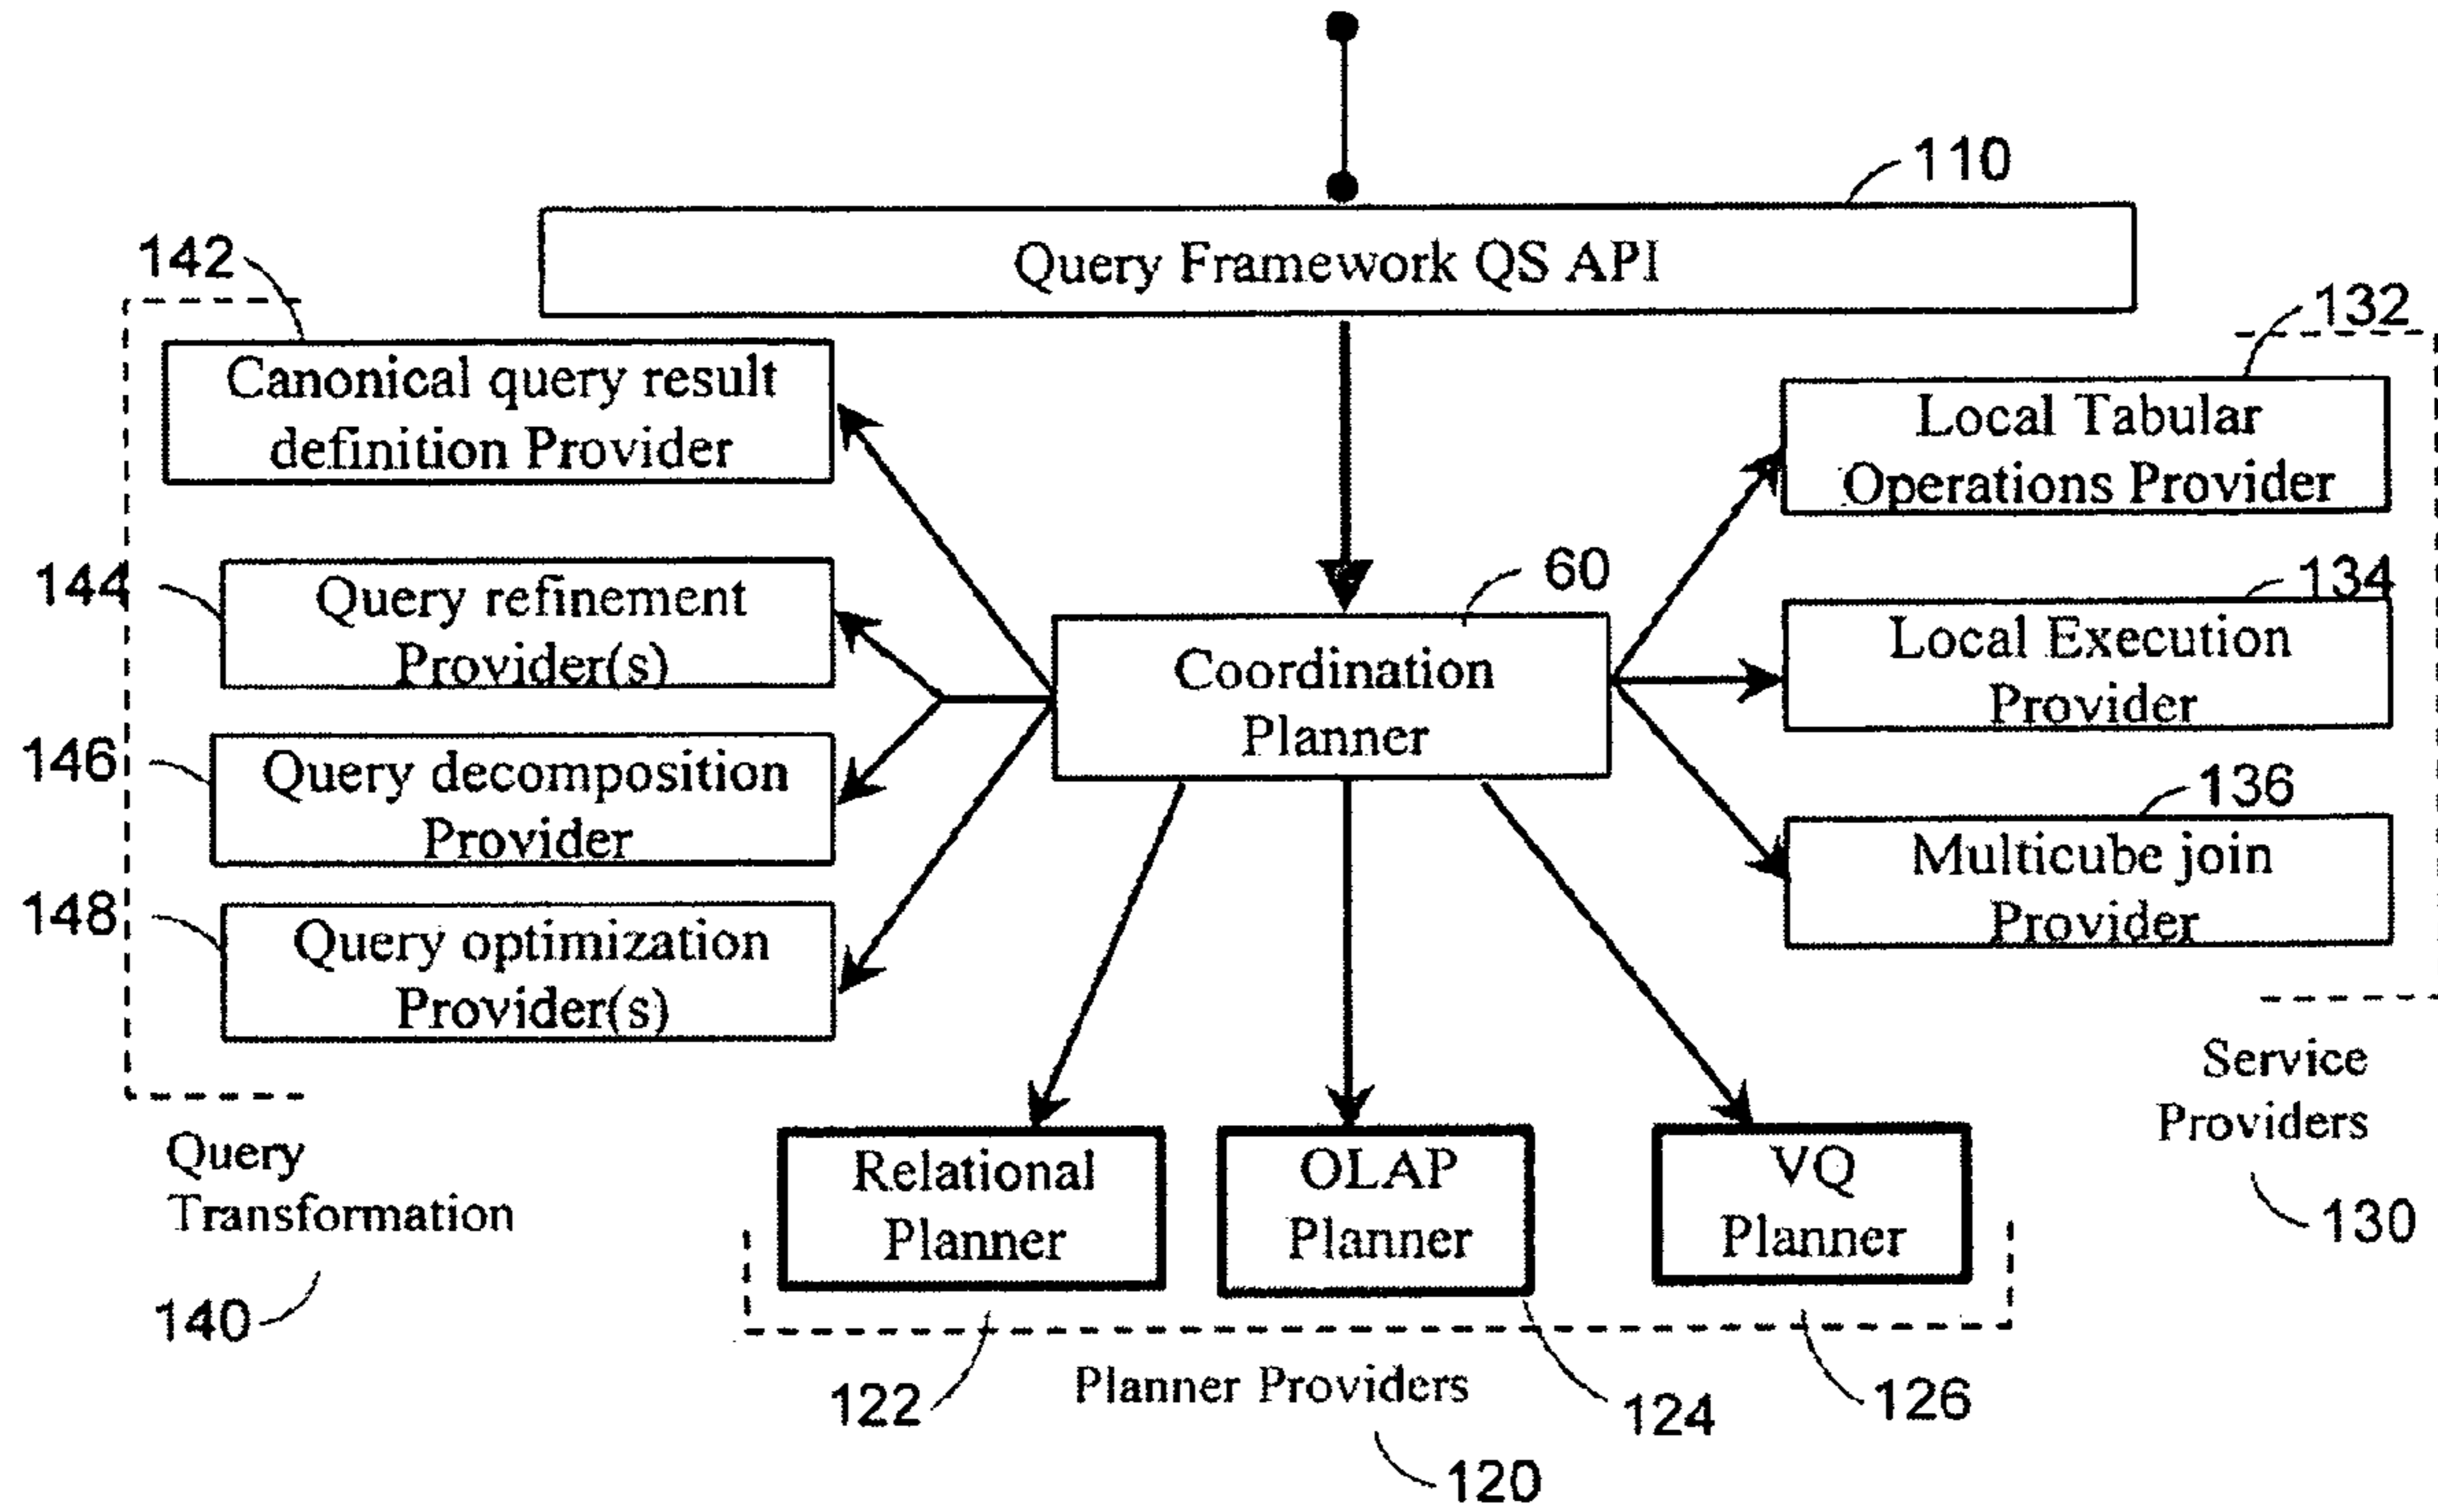 110
Query Framework QS API
142
Canonical query result
definition Provider
144
Query refinement
Provider(s)
146
Query decomposition
Provider
148
Query optimization
Provider(s)
Query
Transformation
140
60
Coordination
Planner
132
Local Tabular
Operations Provider
134
Local Execution
Provider
136
Multicube join
Provider
Service
Providers
130
Relational
Planner
OLAP
Planner
VQ
Planner
122
Planner Providers
124
126
120